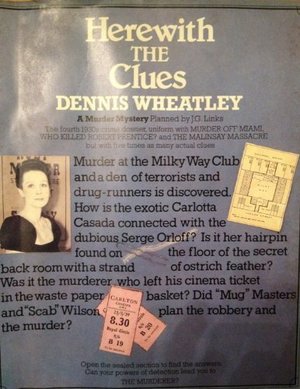 Herewith
THE
Clues
DENNIS WHEATLEY
A Murder Mystery Planned by J.G. Links
The fourth 1930s crime dossier, uniform with MURDER OFF MIAMI,
WHO KILLED ROBERT PRENTICE? and THE MALINSAY MASSACRE
but with five times as many actual clues
Murder at the Milky Way Club
and a den of terrorists and
drug-runners is discovered.
How is the exotic Carlotta
Casada connected with the
dubious Serge Orloff? Is it her hairpin
found on the floor of the secret
back room with a strand of ostrich feather?
Was it the murderer who left his cinema ticket
in the waste paper basket? Did "Mug" Masters
and "Scab" Wilson plan the robbery and
the murder?
CARLTON
8.30
Royal Circle
B 19
8.30
B
Open the sealed section to find the answers.
Can your powers of detection lead you to
THE MURDERER?